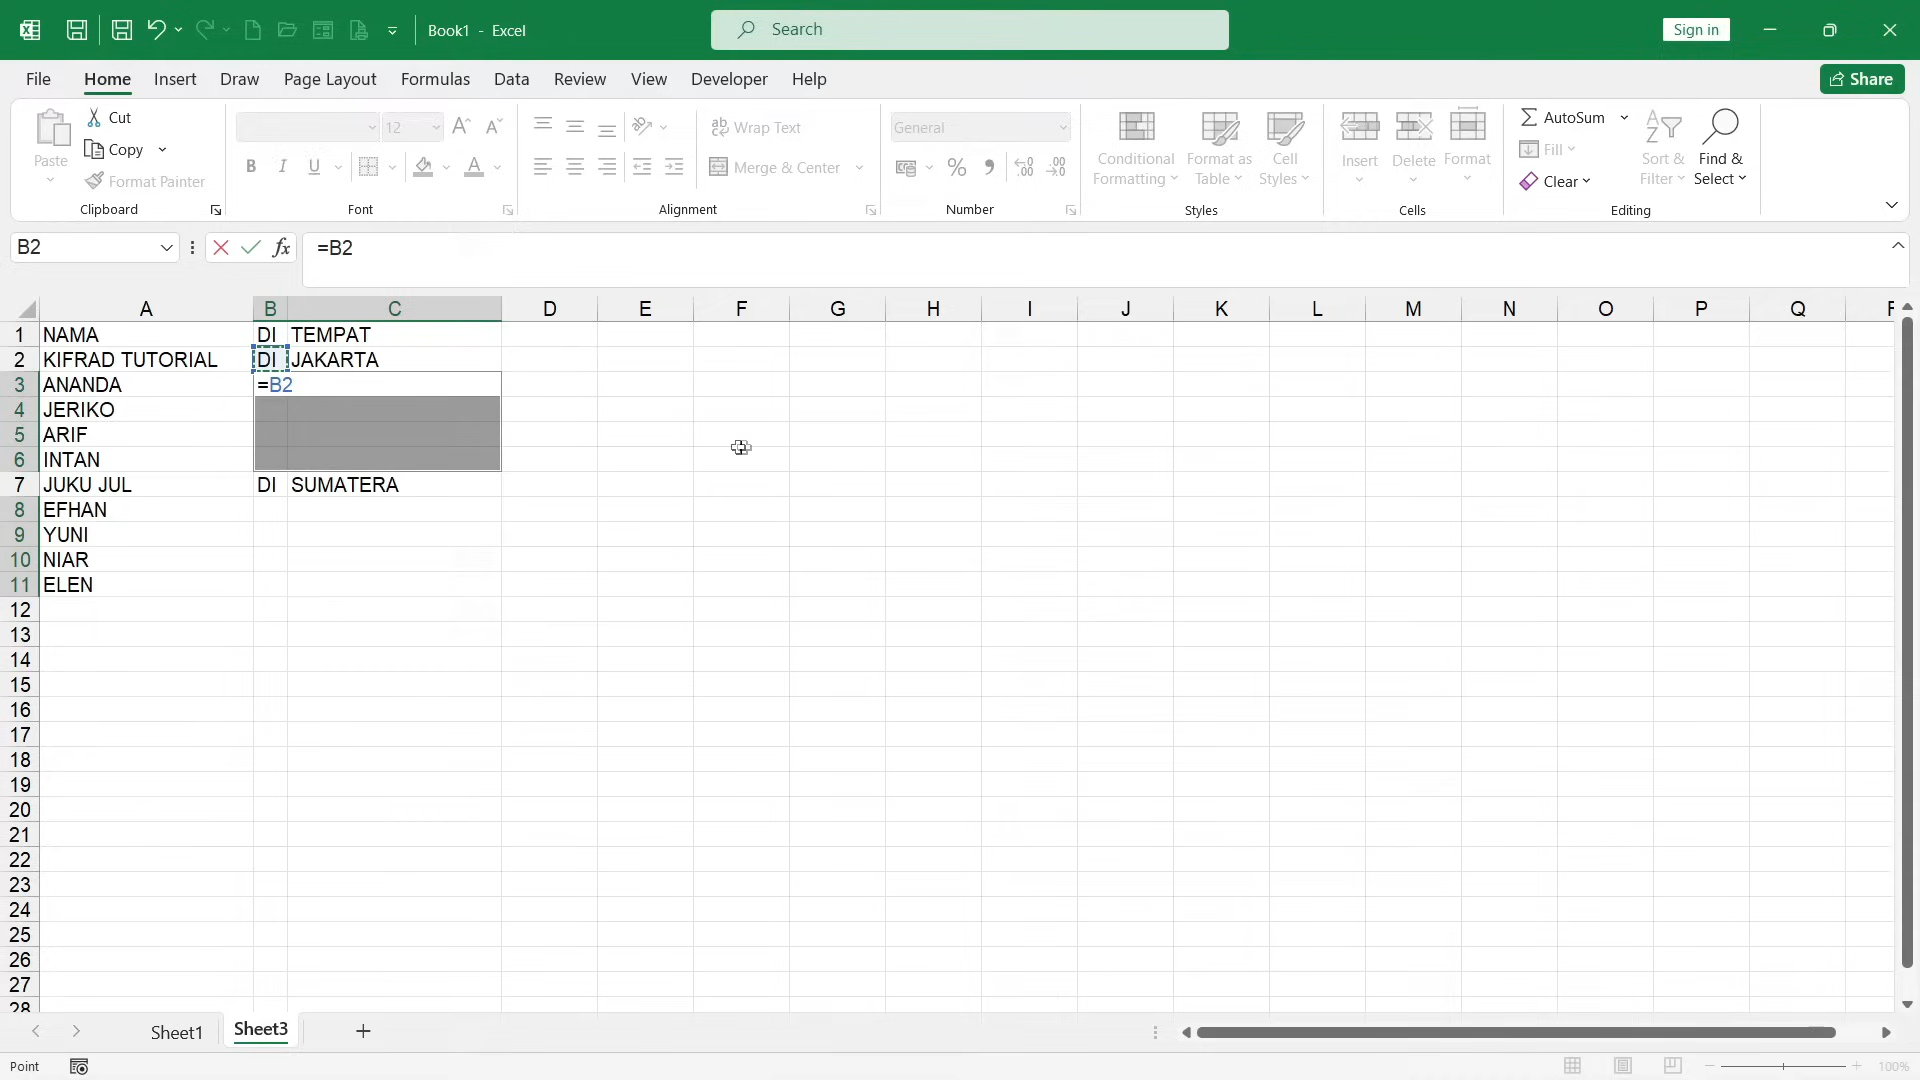 Book1 - Excel
Search
Sign in
File Home Insert Draw Page Layout Formulas Data Review View Developer Help
Share
Paste
Cut
Copy
Format Painter
Clipboard
12
B I U
Font
Wrap Text
Merge & Center
Alignment
General
Number
Conditional Formatting
Format as Table
Cell Styles
Styles
Insert
Delete
Format
Cells
AutoSum
Fill
Clear
Sort & Filter
Find & Select
Editing
B2
fx
=B2
A B C D E F G H I J K L M N O P Q
1 NAMA DI TEMPAT
2 KIFRAD TUTORIAL DI JAKARTA
3 ANANDA =B2
4 JERIKO
5 ARIF
6 INTAN
7 JUKU JUL DI SUMATERA
8 EFHAN
9 YUNI
10 NIAR
11 ELEN
12
13
14
15
16
17
18
19
20
21
22
23
24
25
26
27
28
Sheet1 Sheet3
Point
100%